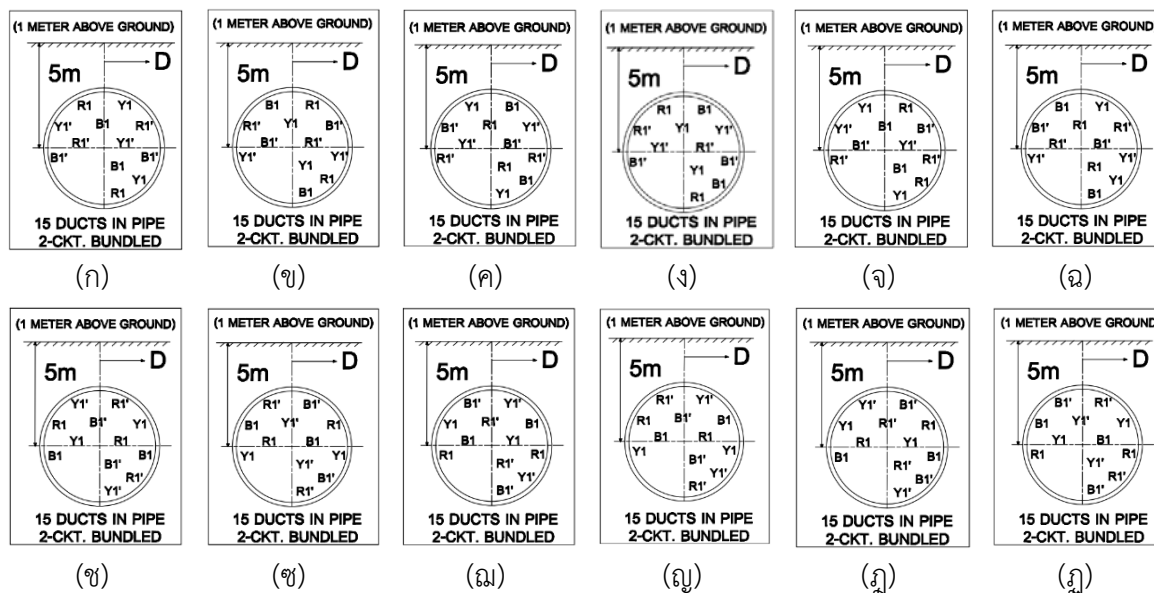 (1 METER ABOVE GROUND)
5m
D
R1 Y1
Y1' B1 R1'
R1' Y1'
B1' B1 B1'
Y1
R1
15 DUCTS IN PIPE
2-CKT. BUNDLED
(ก)
(1 METER ABOVE GROUND)
5m
D
B1 R1
R1' Y1 B1'
B1' R1'
Y1' Y1 Y1'
R1
B1
15 DUCTS IN PIPE
2-CKT. BUNDLED
(ข)
(1 METER ABOVE GROUND)
5m
D
Y1 B1
B1' R1 Y1'
Y1' B1'
R1' R1 R1'
B1
Y1
15 DUCTS IN PIPE
2-CKT. BUNDLED
(ค)
(1 METER ABOVE GROUND)
5m
D
R1 B1
R1' Y1 Y1'
Y1' R1'
B1' Y1 B1'
B1
R1
15 DUCTS IN PIPE
2-CKT. BUNDLED
(ง)
(1 METER ABOVE GROUND)
5m
D
Y1 R1
Y1' B1 B1'
B1' Y1'
R1' B1 R1'
R1
Y1
15 DUCTS IN PIPE
2-CKT. BUNDLED
(จ)
(1 METER ABOVE GROUND)
5m
D
B1 Y1
B1' R1 R1'
R1' B1'
Y1' R1 Y1'
Y1
B1
15 DUCTS IN PIPE
2-CKT. BUNDLED
(ฉ)
(1 METER ABOVE GROUND)
5m
D
Y1' R1'
R1 B1' Y1
Y1 R1
B1 B1' B1
R1'
Y1'
15 DUCTS IN PIPE
2-CKT. BUNDLED
(ช)
(1 METER ABOVE GROUND)
5m
D
R1' B1'
B1 Y1' R1
R1 B1
Y1 Y1' Y1
B1'
R1'
15 DUCTS IN PIPE
2-CKT. BUNDLED
(ซ)
(1 METER ABOVE GROUND)
5m
D
B1' Y1'
B1 R1' B1
B1 Y1
R1 R1' R1
Y1'
B1'
15 DUCTS IN PIPE
2-CKT. BUNDLED
(ฌ)
(1 METER ABOVE GROUND)
5m
D
R1' Y1'
R1 B1' B1
B1 R1
Y1 B1' Y1
Y1'
R1'
15 DUCTS IN PIPE
2-CKT. BUNDLED
(ญ)
(1 METER ABOVE GROUND)
5m
D
Y1' B1'
Y1 R1' R1
R1 Y1
B1 R1' B1
B1'
Y1'
15 DUCTS IN PIPE
2-CKT. BUNDLED
(ฎ)
(1 METER ABOVE GROUND)
5m
D
B1' R1'
B1 Y1' Y1
Y1 B1
R1 Y1' R1
R1'
B1'
15 DUCTS IN PIPE
2-CKT. BUNDLED
(ฏ)